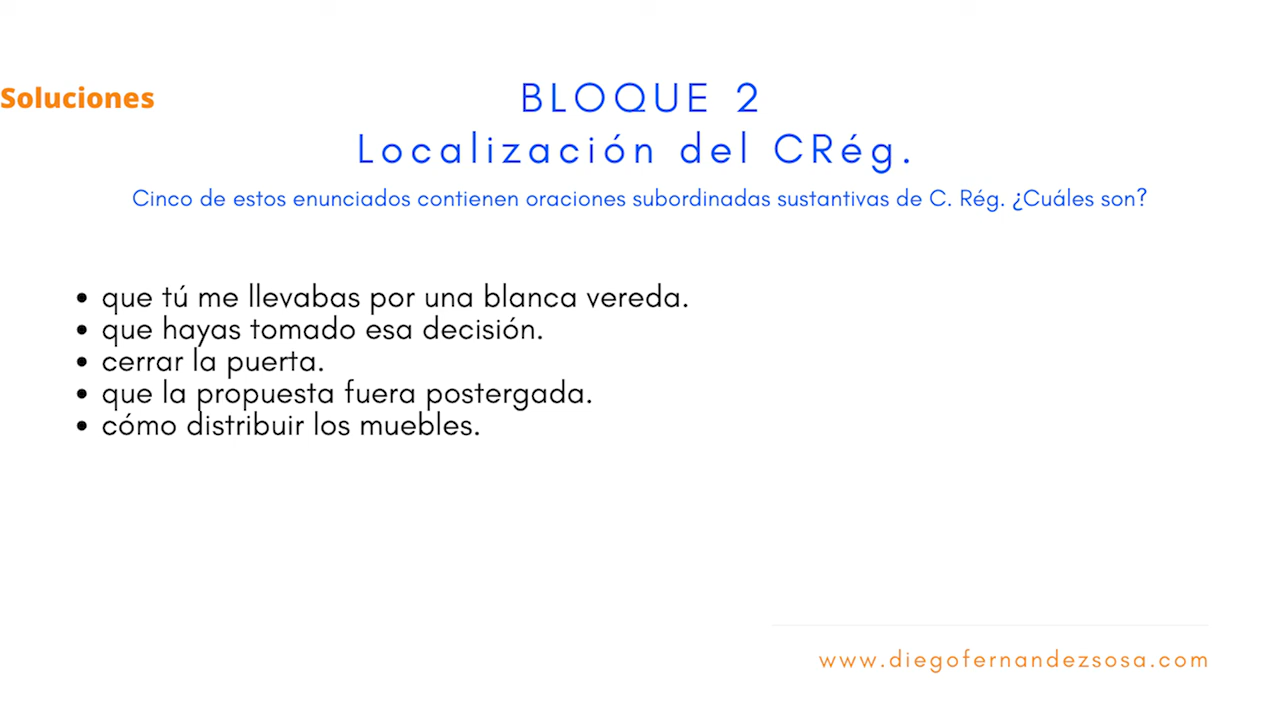 Soluciones
BLOQUE 2
Localización del CRég.
Cinco de estos enunciados contienen oraciones subordinadas sustantivas de C. Rég. ¿Cuáles son?
• que tú me llevabas por una blanca vereda.
• que hayas tomado esa decisión.
• cerrar la puerta.
• que la propuesta fuera postergada.
• cómo distribuir los muebles.
www.diegofernandezsosa.com